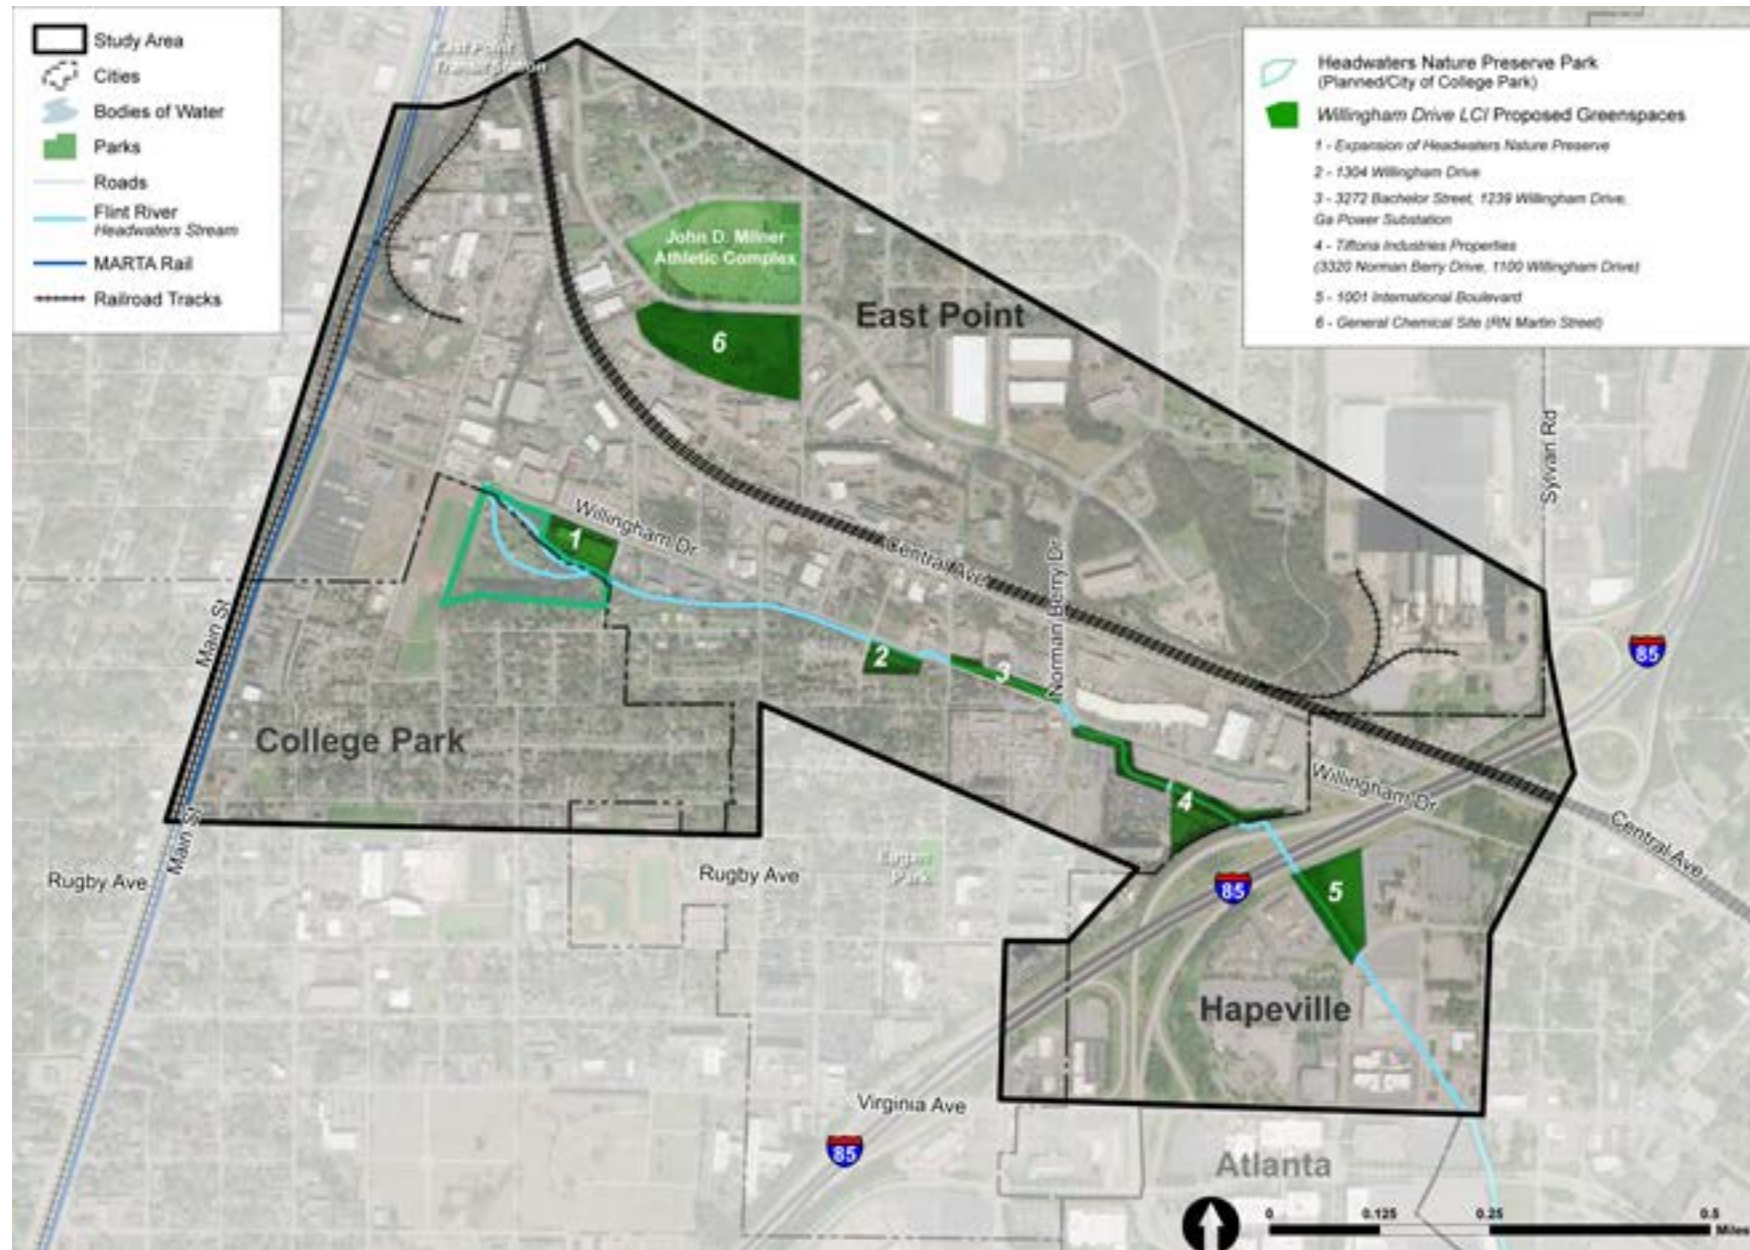 Study Area
Cities
Bodies of Water
Parks
Roads
Flint River
Headwaters Stream
MARTA Rail
Railroad Tracks
East Point
Transit Station
Headwaters Nature Preserve Park
(Planned/City of College Park)
Willingham Drive LCI Proposed Greenspaces
1 - Expansion of Headwaters Nature Preserve
2 - 1304 Willingham Drive
3 - 3272 Bachelor Street, 1239 Willingham Drive,
Ga Power Substation
4 - Tiftona Industries Properties
(3320 Norman Berry Drive, 1100 Willingham Drive)
5 - 1001 International Boulevard
6 - General Chemical Site (RN Martin Street)
John D. Milner
Athletic Complex
East Point
6
Sylvan Rd
1
Willingham Dr
Central Ave
Norman Berry Dr
Main St
2
3
85
College Park
4
Willingham Dr
Main St
Central Ave
Rugby Ave
Rugby Ave
Park
85
5
Hapeville
Virginia Ave
85
Atlanta
0 0.125 0.25 0.5
Miles